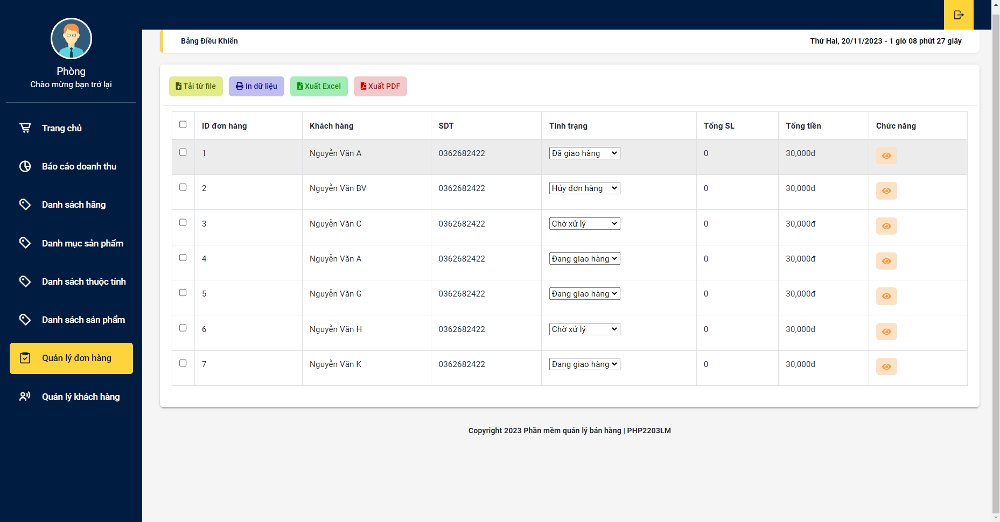 Phòng
Chào mừng bạn trở lại
Trang chủ
Báo cáo doanh thu
Danh sách hãng
Danh mục sản phẩm
Danh sách thuộc tính
Danh sách sản phẩm
Quản lý đơn hàng
Quản lý khách hàng
Bảng Điều Khiển
Thứ Hai, 20/11/2023 - 1 giờ 08 phút 27 giây
Tải từ file In dữ liệu Xuất Excel Xuất PDF
ID đơn hàng Khách hàng SDT Tình trạng Tổng SL Tổng tiền Chức năng
1 Nguyễn Văn A 0362682422 Đã giao hàng 0 30,000đ
2 Nguyễn Văn BV 0362682422 Hủy đơn hàng 0 30,000đ
3 Nguyễn Văn C 0362682422 Chờ xử lý 0 30,000đ
4 Nguyễn Văn A 0362682422 Đang giao hàng 0 30,000đ
5 Nguyễn Văn G 0362682422 Đang giao hàng 0 30,000đ
6 Nguyễn Văn H 0362682422 Chờ xử lý 0 30,000đ
7 Nguyễn Văn K 0362682422 Đang giao hàng 0 30,000đ
Copyright 2023 Phần mềm quản lý bán hàng | PHP2203LM